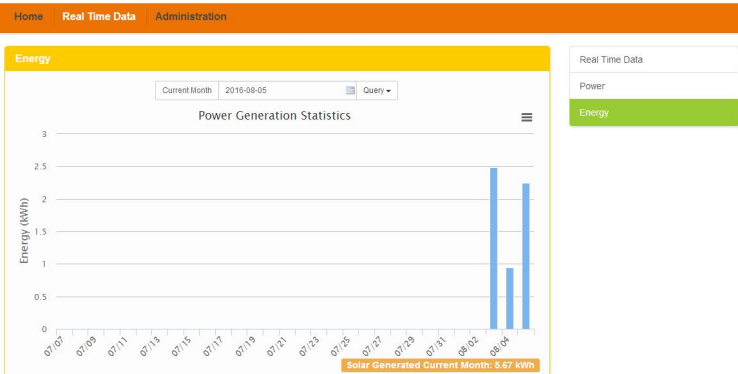 Home Real Time Data Administration
Energy
Current Month 2016-08-05 Query
Power Generation Statistics
3
2.5
2
1.5
1
0.5
0
Energy (kWh)
07/07 07/09 07/11 07/13 07/15 07/17 07/19 07/21 07/23 07/25 07/27 07/29 07/31 08/02 08/04
Solar Generated Current Month: 5.67 kWh
Real Time Data
Power
Energy